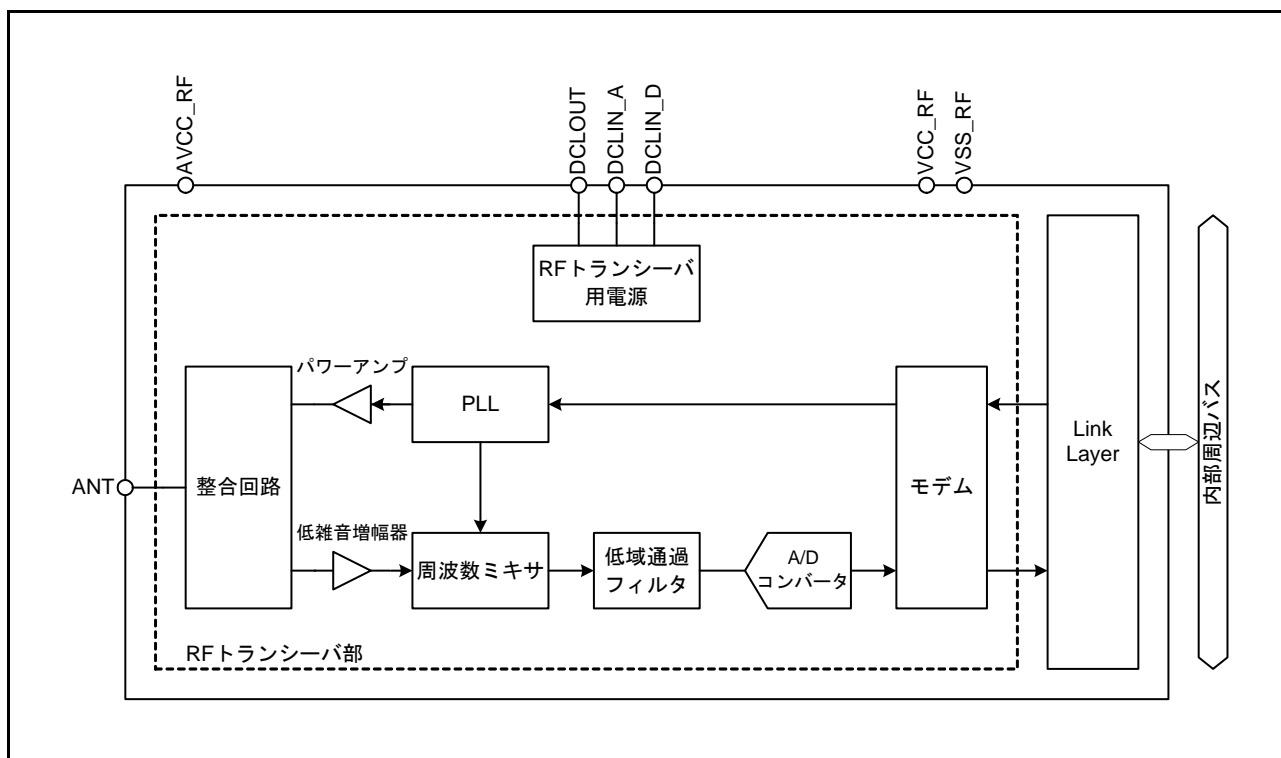 AVCC_RF
DCLOUT
DCLIN_A
DCLIN_D
VCC_RF
VSS_RF
RFトランシーバ
用電源
パワーアンプ
PLL
Link
Layer
内部周辺バス
ANT
整合回路
モデム
低雑音増幅器
周波数ミキサ
低域通過
フィルタ
A/D
コンバータ
RFトランシーバ部